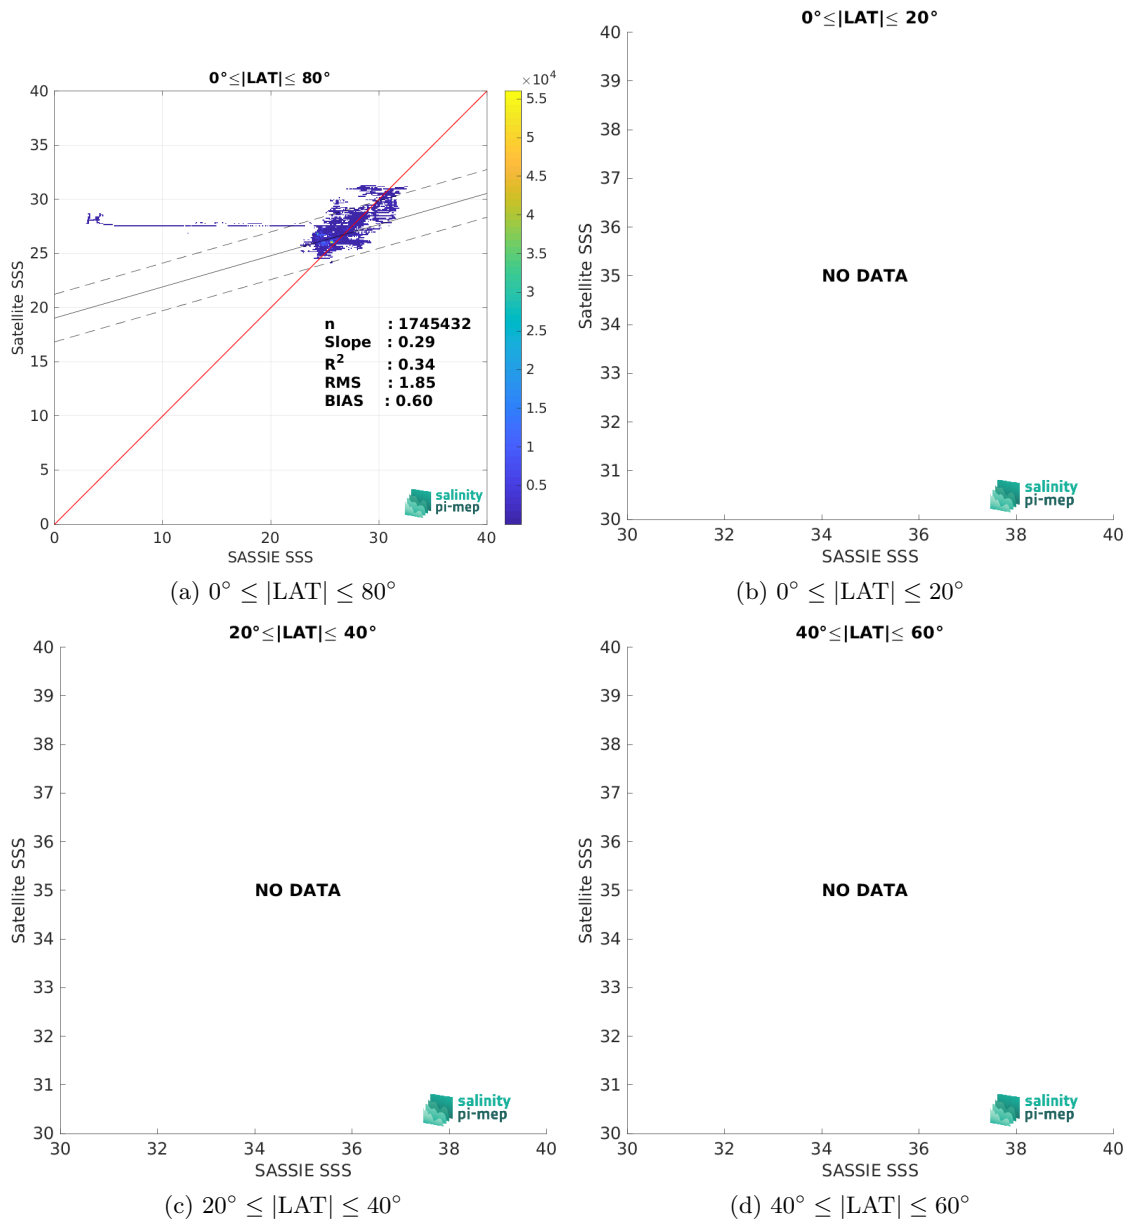 0°≤|LAT|≤ 80°
×10⁴
40
35
30
25
20
15
10
5
0
0
10
20
30
40
5.5
5
4.5
4
3.5
3
2.5
2
1.5
1
0.5
Satellite SSS
SASSIE SSS
n : 1745432
Slope : 0.29
R² : 0.34
RMS : 1.85
BIAS : 0.60
salinity
pi-mep
(a) 0° ≤ |LAT| ≤ 80°
0°≤|LAT|≤ 20°
40
39
38
37
36
35
34
33
32
31
30
30
32
34
36
38
40
Satellite SSS
SASSIE SSS
NO DATA
salinity
pi-mep
(b) 0° ≤ |LAT| ≤ 20°
20°≤|LAT|≤ 40°
40
39
38
37
36
35
34
33
32
31
30
30
32
34
36
38
40
Satellite SSS
SASSIE SSS
NO DATA
salinity
pi-mep
(c) 20° ≤ |LAT| ≤ 40°
40°≤|LAT|≤ 60°
40
39
38
37
36
35
34
33
32
31
30
30
32
34
36
38
40
Satellite SSS
SASSIE SSS
NO DATA
salinity
pi-mep
(d) 40° ≤ |LAT| ≤ 60°